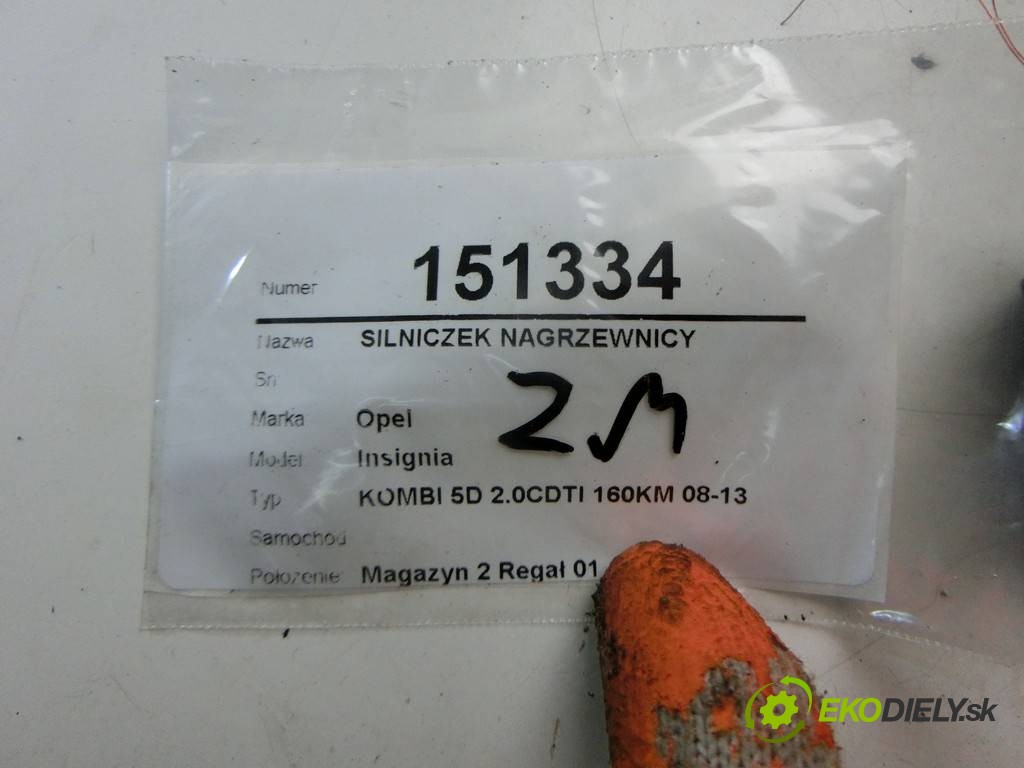 Numer 151334
Nazwa SILNICZEK NAGRZEWNICY
Sn
Marka Opel
Model Insignia
Typ KOMBI 5D 2.0CDTI 160KM 08-13
Samochod
Położenie Magazyn 2 Regał 01
2M
EKODIELY.sk